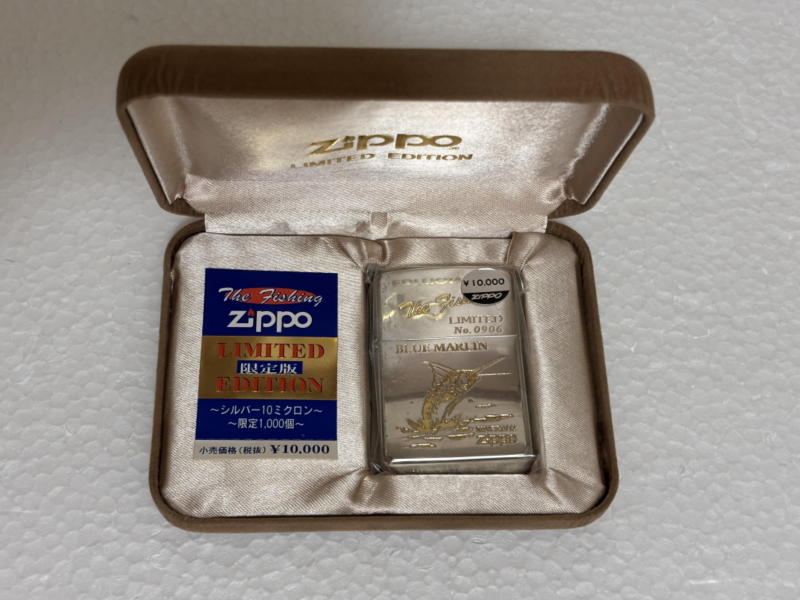 Zippo
LIMITED EDITION
The Fishing
Zippo
LIMITED
限定版
EDITION
～シルバー10ミクロン～
～限定1,000個～
小売価格(税抜) ¥10,000
¥10,000
ZIPPO
The
LIMITED
No. 0906
BLUE MARLIN
Zippo